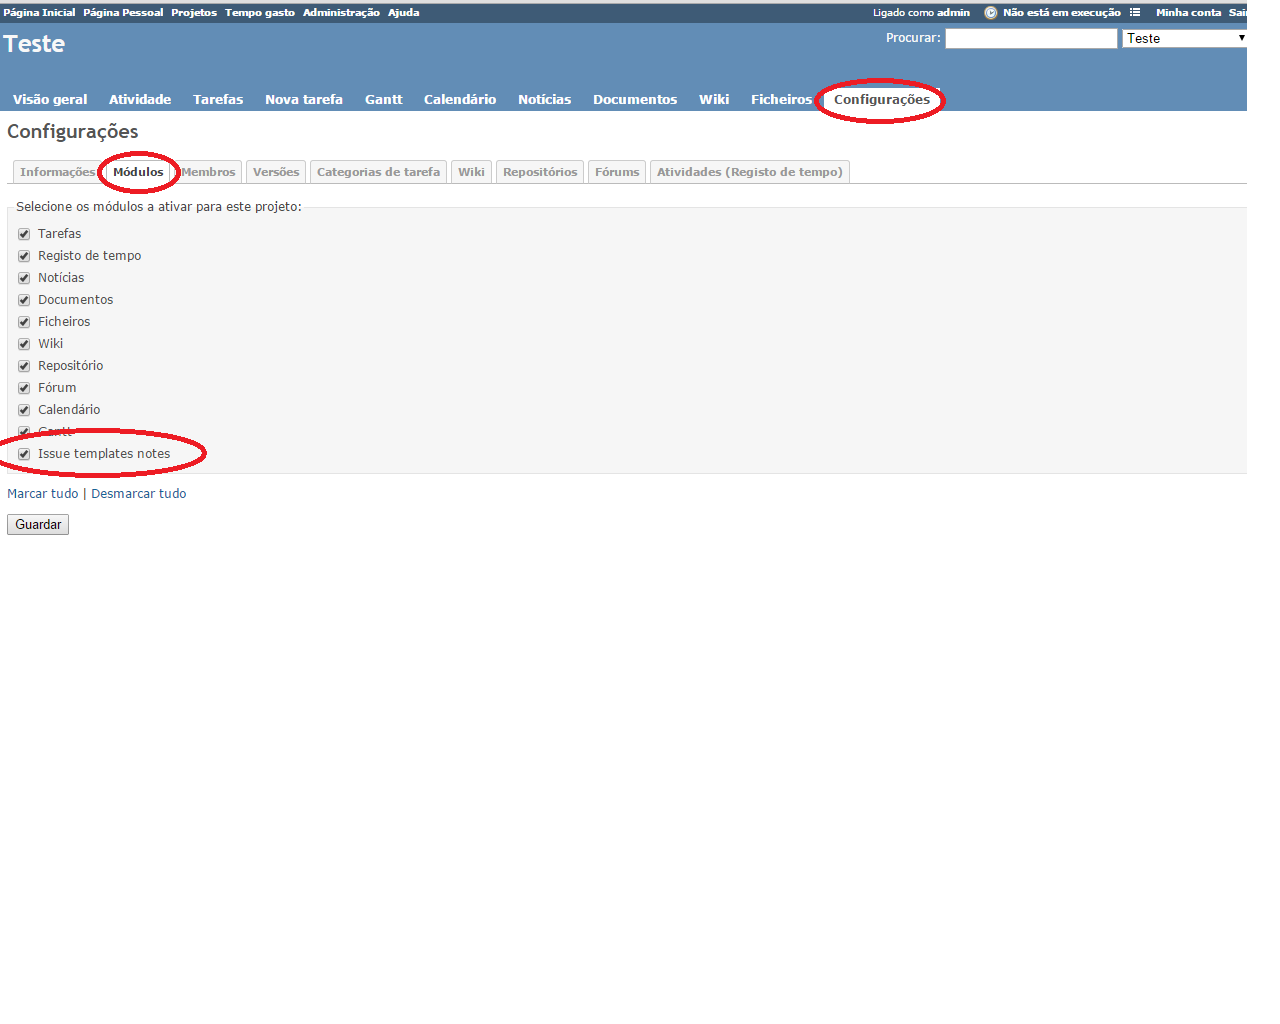 Página Inicial Página Pessoal Projetos Tempo gasto Administração Ajuda Ligado como admin Não está em execução Minha conta Sair
Teste Procurar: Teste
Visão geral Atividade Tarefas Nova tarefa Gantt Calendário Notícias Documentos Wiki Ficheiros Configurações
Configurações
Informações Módulos Membros Versões Categorias de tarefa Wiki Repositórios Fórums Atividades (Registo de tempo)
Selecione os módulos a ativar para este projeto:
Tarefas
Registo de tempo
Notícias
Documentos
Ficheiros
Wiki
Repositório
Fórum
Calendário
Gantt
Issue templates notes
Marcar tudo | Desmarcar tudo
Guardar